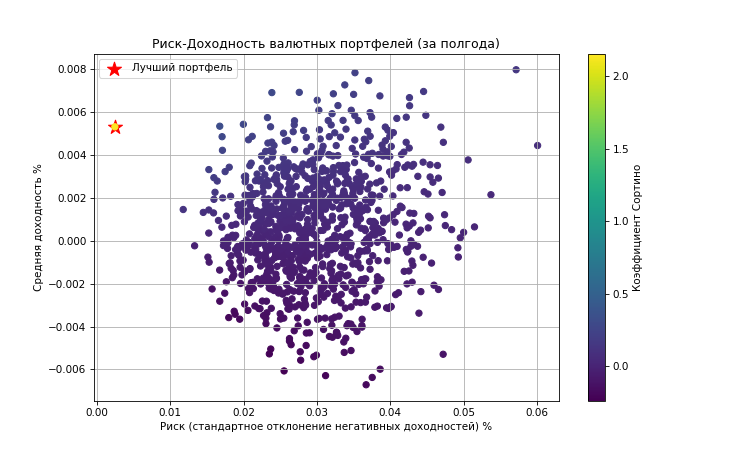 Риск-Доходность валютных портфелей (за полгода)
Лучший портфель
Средняя доходность %
0.008
0.006
0.004
0.002
0.000
−0.002
−0.004
−0.006
0.00 0.01 0.02 0.03 0.04 0.05 0.06
Риск (стандартное отклонение негативных доходностей) %
2.0
1.5
1.0
0.5
0.0
Коэффициент Сортино